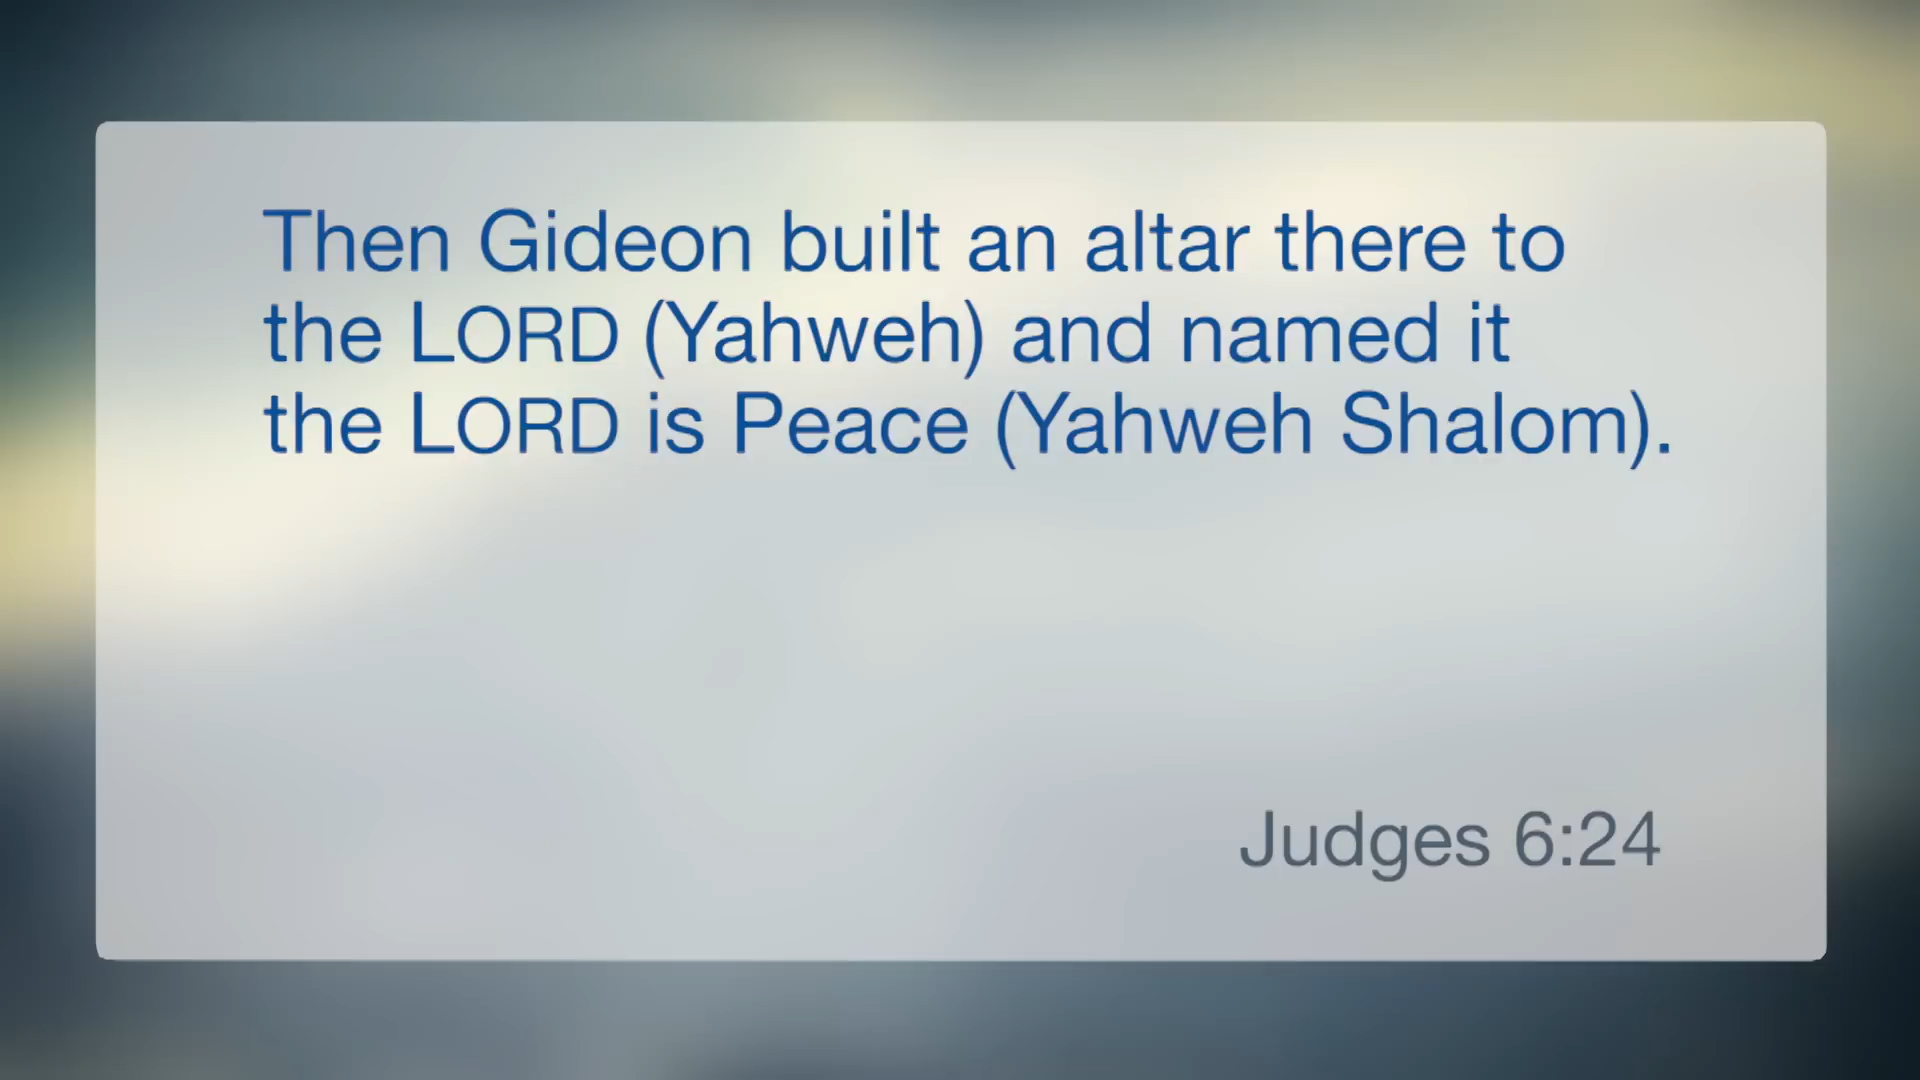 Then Gideon built an altar there to
the LORD (Yahweh) and named it
the LORD is Peace (Yahweh Shalom).
Judges 6:24